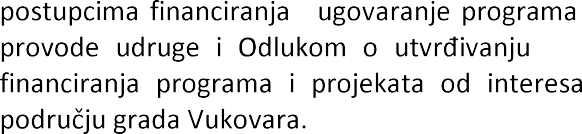 postupcima financiranja ugovaranje programa
provode udruge i Odlukom o utvrđivanju
financiranja programa i projekata od interesa
području grada Vukovara.